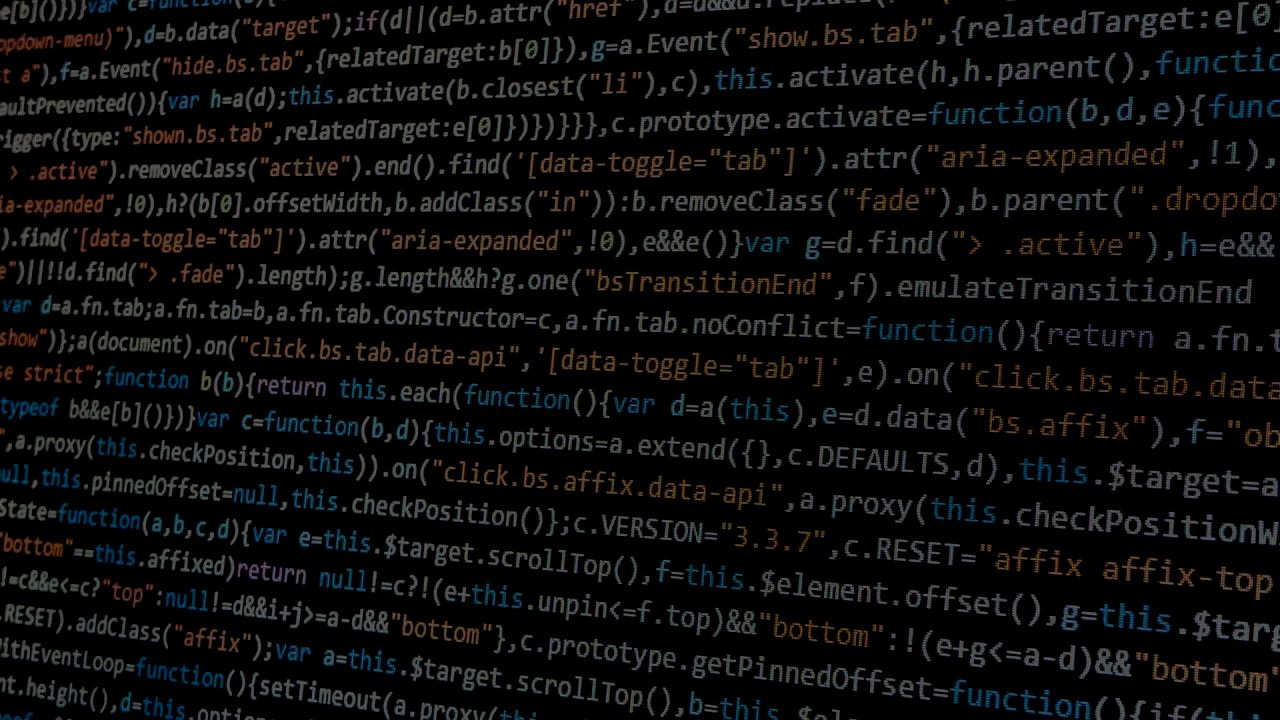 e[b]()})}var c=function(b){
opdown-menu)"),d=b.data("target");if(d||(d=b.attr("href"),d=d&&d.replace(
st a"),f=a.Event("hide.bs.tab",{relatedTarget:b[0]}),g=a.Event("show.bs.tab",{relatedTarget:e[0]
aultPrevented()){var h=a(d);this.activate(b.closest("li"),c),this.activate(h,h.parent(),functio
rigger({type:"shown.bs.tab",relatedTarget:e[0]})})}}},c.prototype.activate=function(b,d,e){func
> .active").removeClass("active").end().find('[data-toggle="tab"]').attr("aria-expanded",!1),
ia-expanded",!0),h?(b[0].offsetWidth,b.addClass("in")):b.removeClass("fade"),b.parent(".dropdo
).find('[data-toggle="tab"]').attr("aria-expanded",!0),e&&e()}var g=d.find("> .active"),h=e&&
e")||!!d.find("> .fade").length);g.length&&h?g.one("bsTransitionEnd",f).emulateTransitionEnd
var d=a.fn.tab;a.fn.tab=b,a.fn.tab.Constructor=c,a.fn.tab.noConflict=function(){return a.fn.t
show")};a(document).on("click.bs.tab.data-api",'[data-toggle="tab"]',e).on("click.bs.tab.data
se strict";function b(b){return this.each(function(){var d=a(this),e=d.data("bs.affix"),f="ob
typeof b&&e[b]()})}var c=function(b,d){this.options=a.extend({},c.DEFAULTS,d),this.$target=a
",a.proxy(this.checkPosition,this)).on("click.bs.affix.data-api",a.proxy(this.checkPositionW
ull,this.pinnedOffset=null,this.checkPosition()};c.VERSION="3.3.7",c.RESET="affix affix-top
State=function(a,b,c,d){var e=this.$target.scrollTop(),f=this.$element.offset(),g=this.$targ
"bottom"==this.affixed)return null!=c?!(e+this.unpin<=f.top)&&"bottom":!(e+g<=a-d)&&"bottom"
!=c&&e<=c?"top":null!=d&&i+j>=a-d&&"bottom"},c.prototype.getPinnedOffset=function(){if(thi
.RESET).addClass("affix");var a=this.$target.scrollTop(),b=this.$ele
ithEventLoop=function(){setTimeout(a.proxy(this
nt.height(),d=this.option